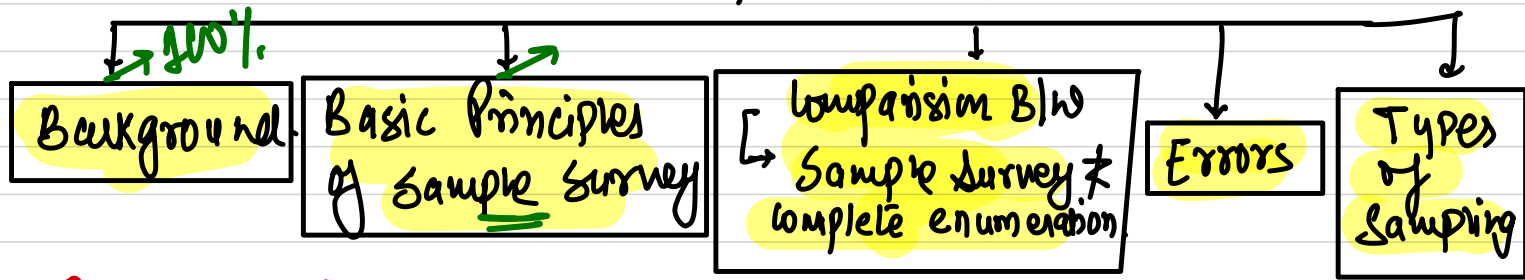 100%
Background
Basic Principles
of Sample Survey
Comparision B/w
Sample Survey &
complete enumeration
Errors
Types
of
Sampling